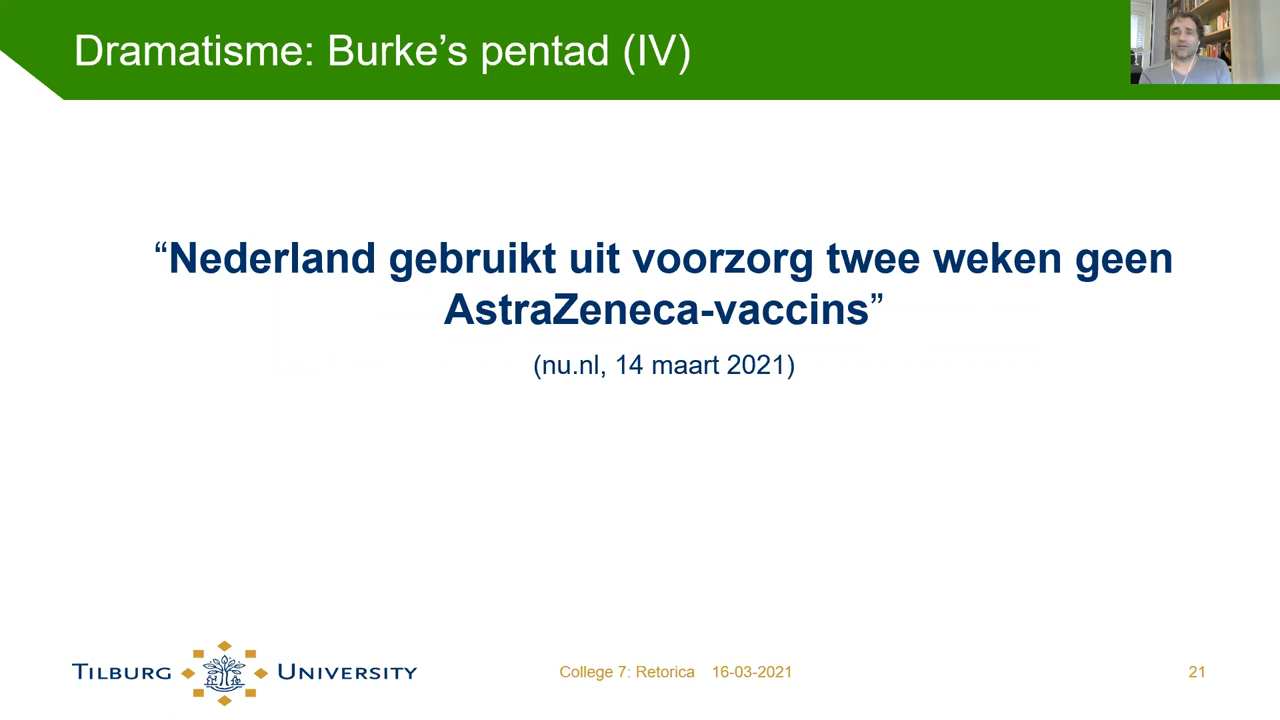 Dramatisme: Burke’s pentad (IV)
“Nederland gebruikt uit voorzorg twee weken geen
AstraZeneca-vaccins”
(nu.nl, 14 maart 2021)
TILBURG UNIVERSITY
College 7: Retorica 16-03-2021
21